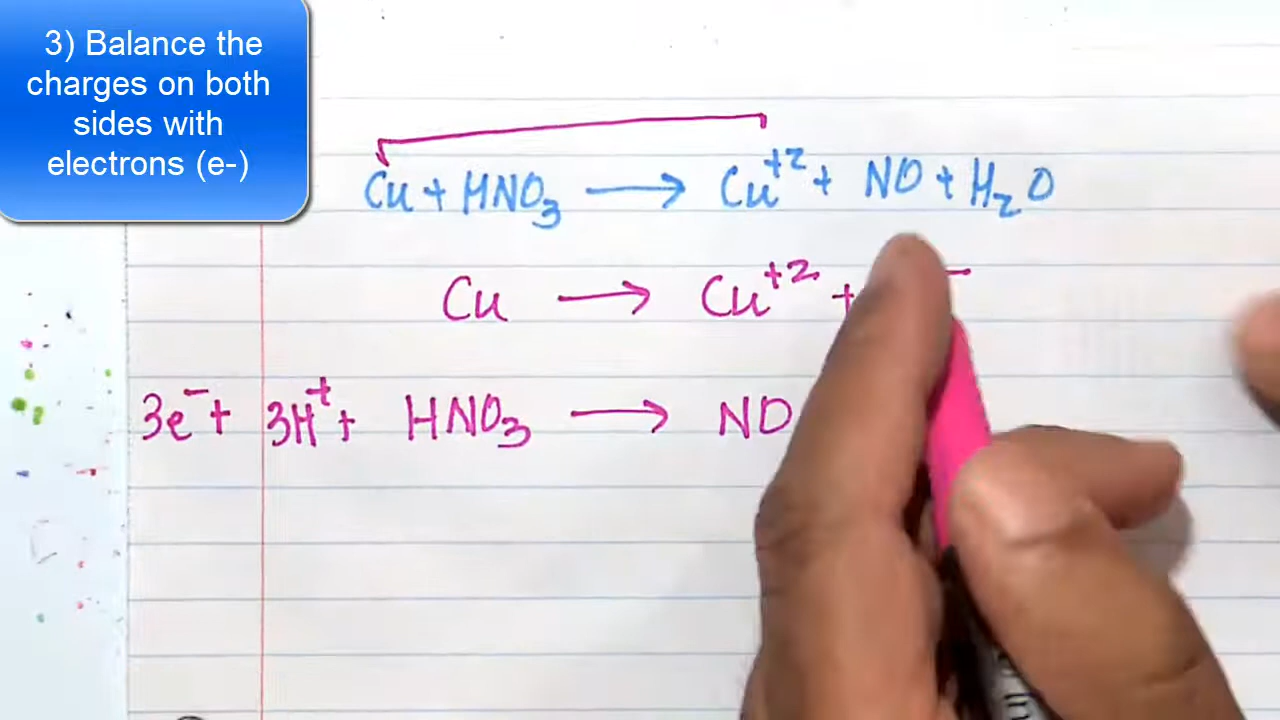 3) Balance the
charges on both
sides with
electrons (e-)
Cu + HNO₃ ⟶ Cu⁺² + NO + H₂O
Cu ⟶ Cu⁺² +
3e⁻ + 3H⁺ + HNO₃ ⟶ NO